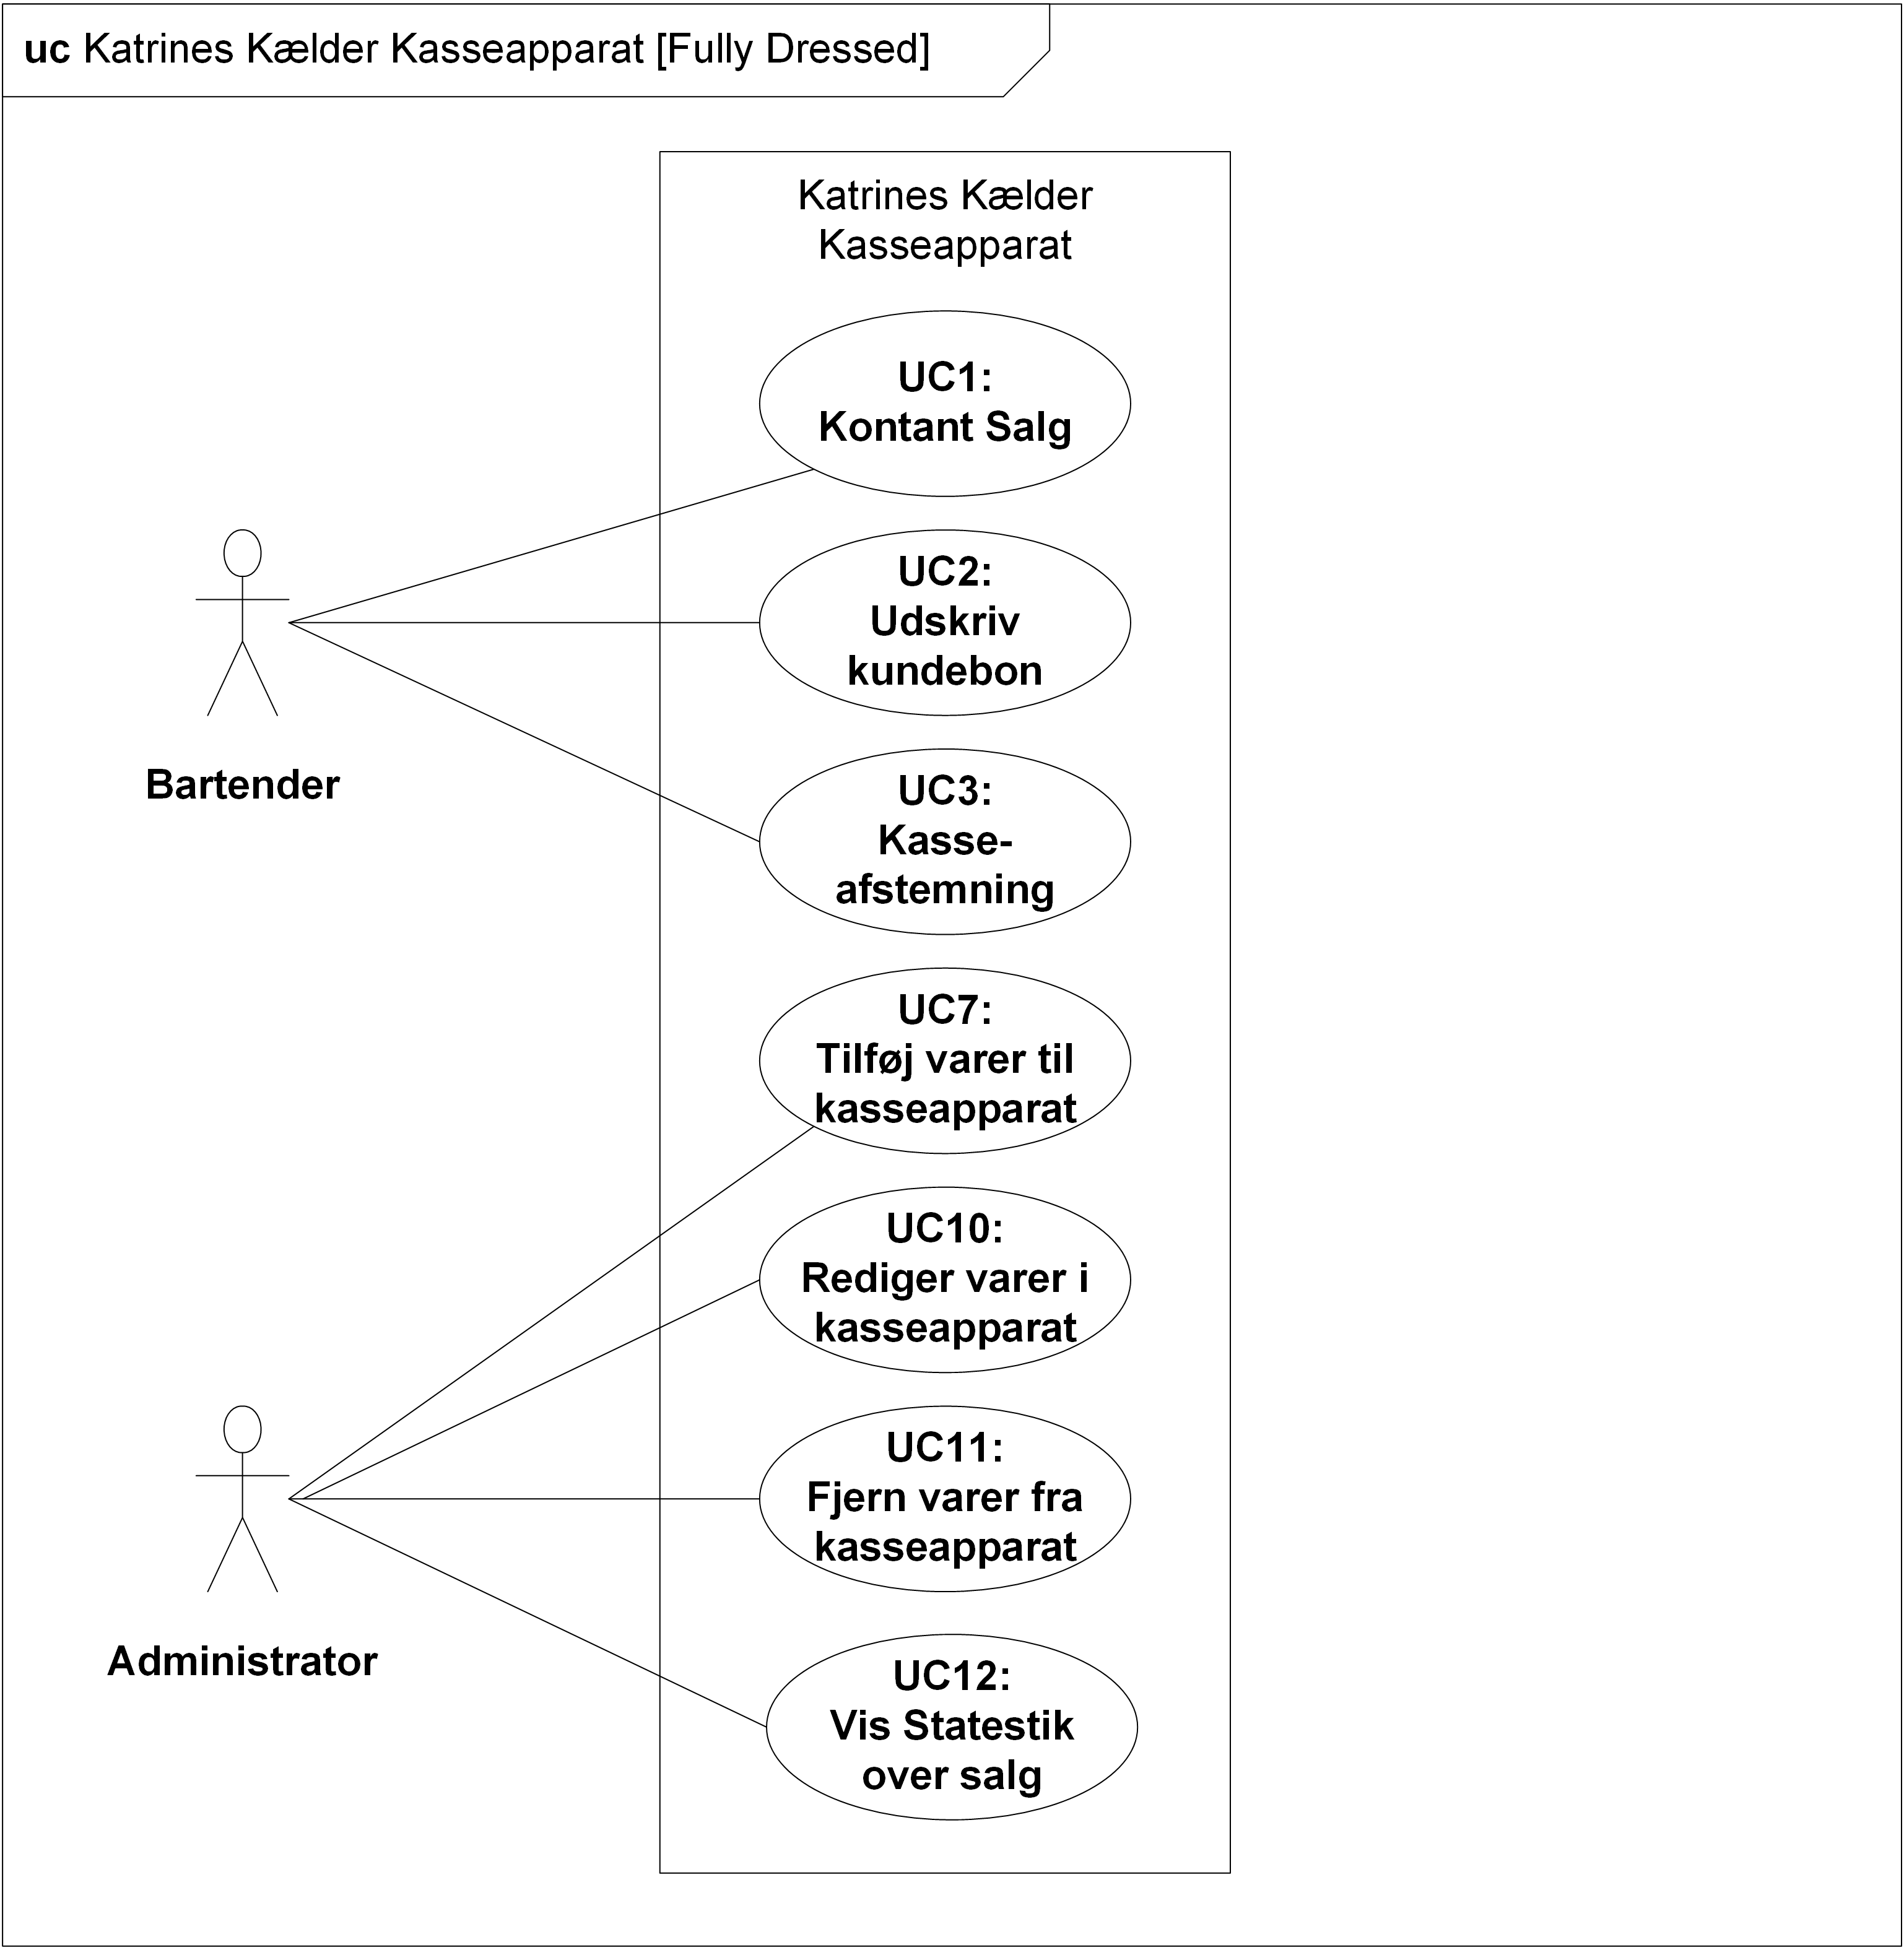 uc Katrines Kælder Kasseapparat [Fully Dressed]
Katrines Kælder
Kasseapparat
UC1:
Kontant Salg
UC2:
Udskriv
kundebon
Bartender
UC3:
Kasse-
afstemning
UC7:
Tilføj varer til
kasseapparat
UC10:
Rediger varer i
kasseapparat
UC11:
Fjern varer fra
kasseapparat
Administrator
UC12:
Vis Statestik
over salg